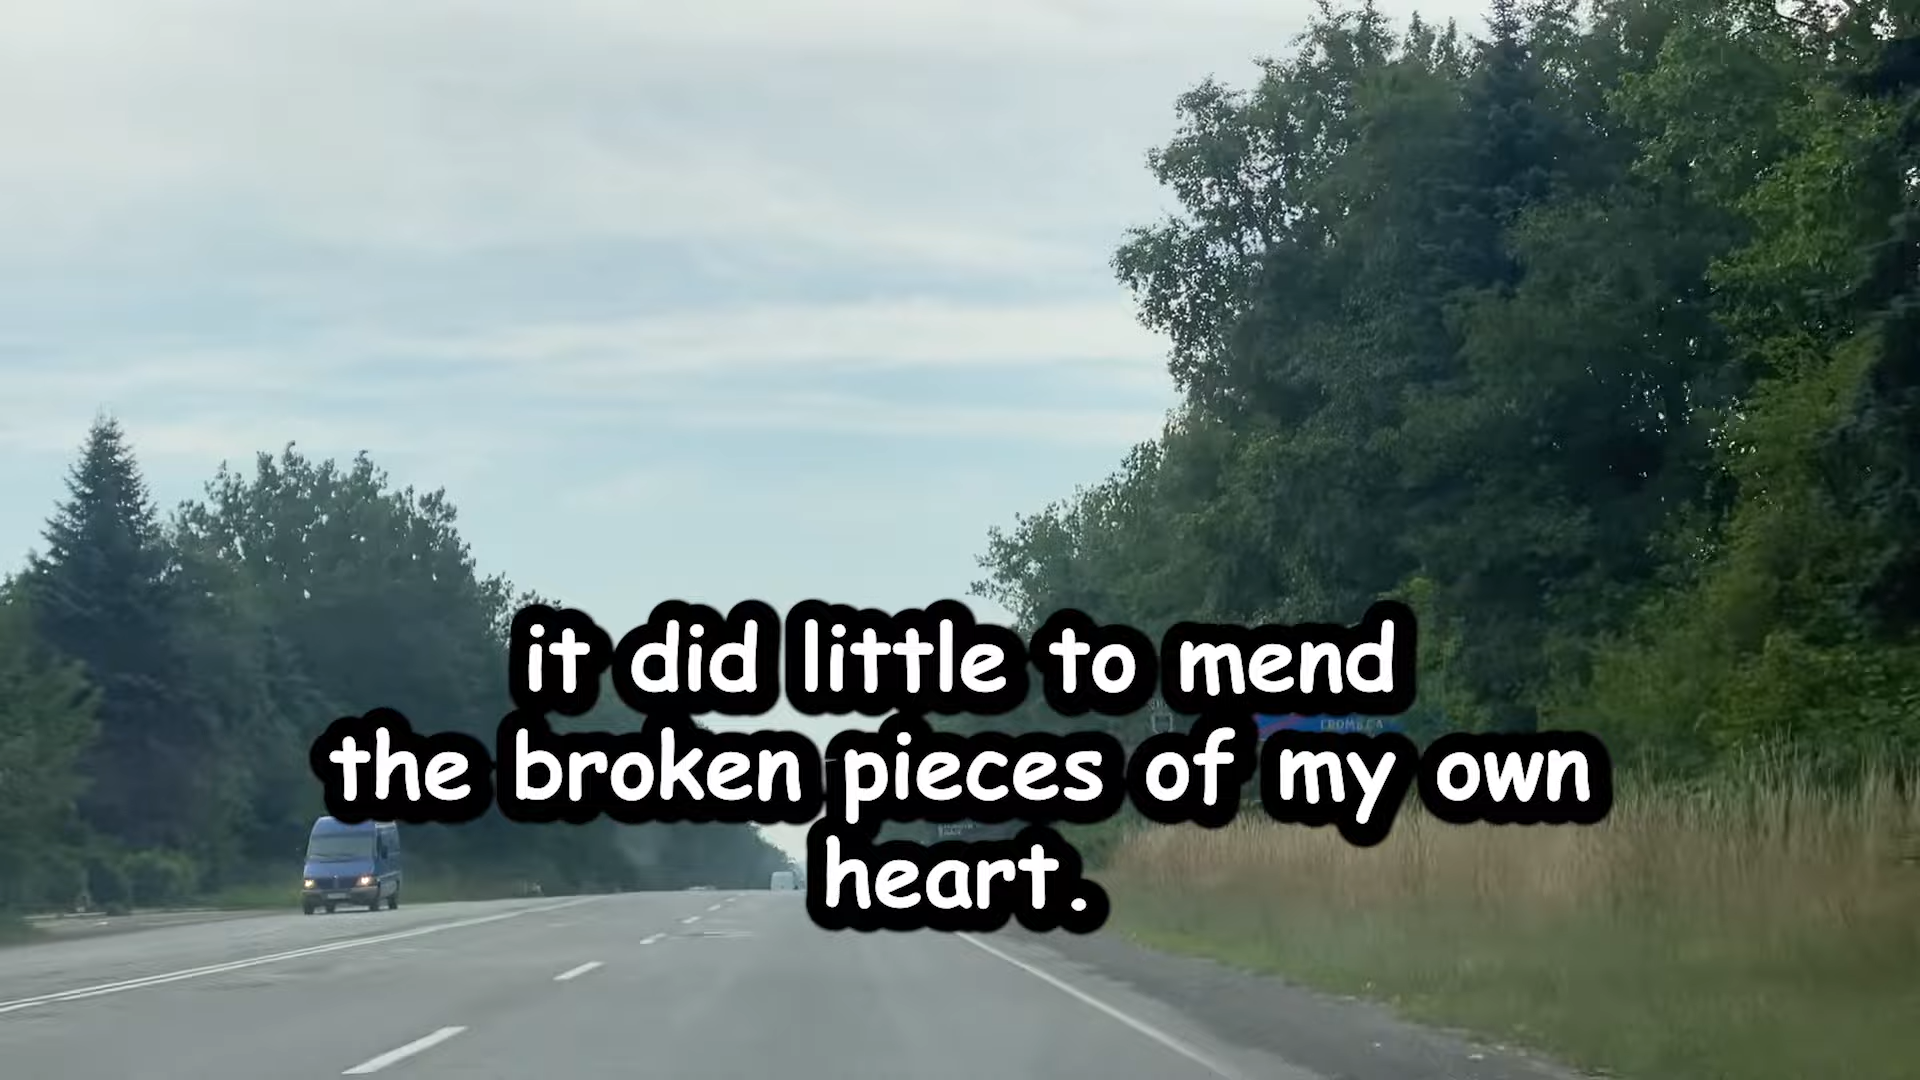 it did little to mend
the broken pieces of my own
heart.